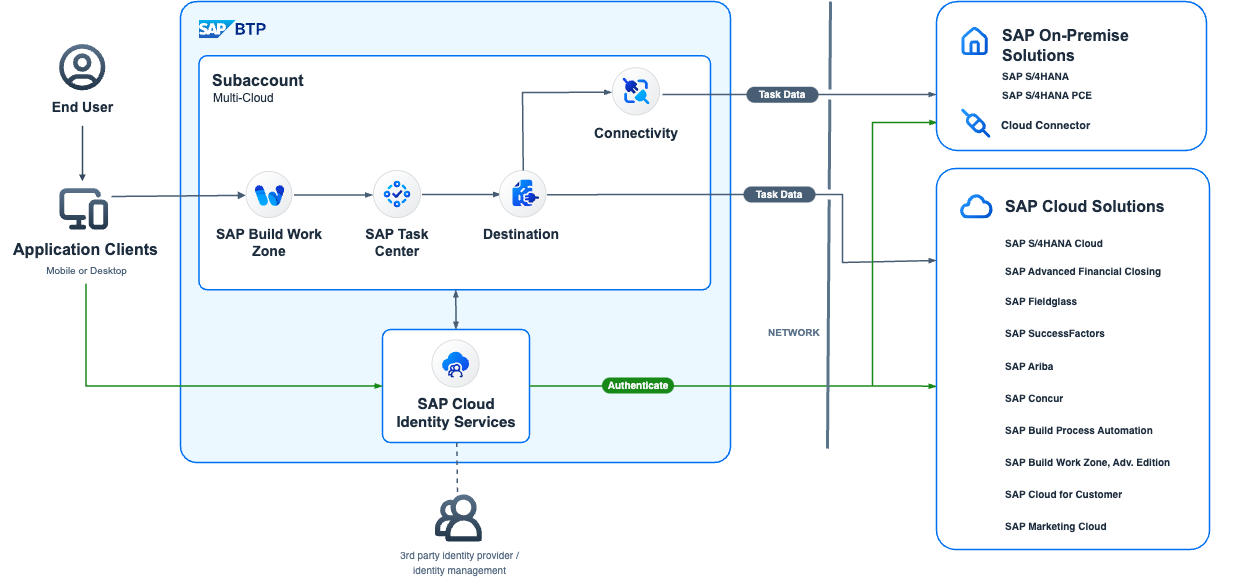 SAP BTP
Subaccount
Multi-Cloud
End User
Application Clients
Mobile or Desktop
SAP Build Work
Zone
SAP Task
Center
Destination
Connectivity
Task Data
Task Data
SAP Cloud
Identity Services
Authenticate
3rd party identity provider /
identity management
NETWORK
SAP On-Premise
Solutions
SAP S/4HANA
SAP S/4HANA PCE
Cloud Connector
SAP Cloud Solutions
SAP S/4HANA Cloud
SAP Advanced Financial Closing
SAP Fieldglass
SAP SuccessFactors
SAP Ariba
SAP Concur
SAP Build Process Automation
SAP Build Work Zone, Adv. Edition
SAP Cloud for Customer
SAP Marketing Cloud